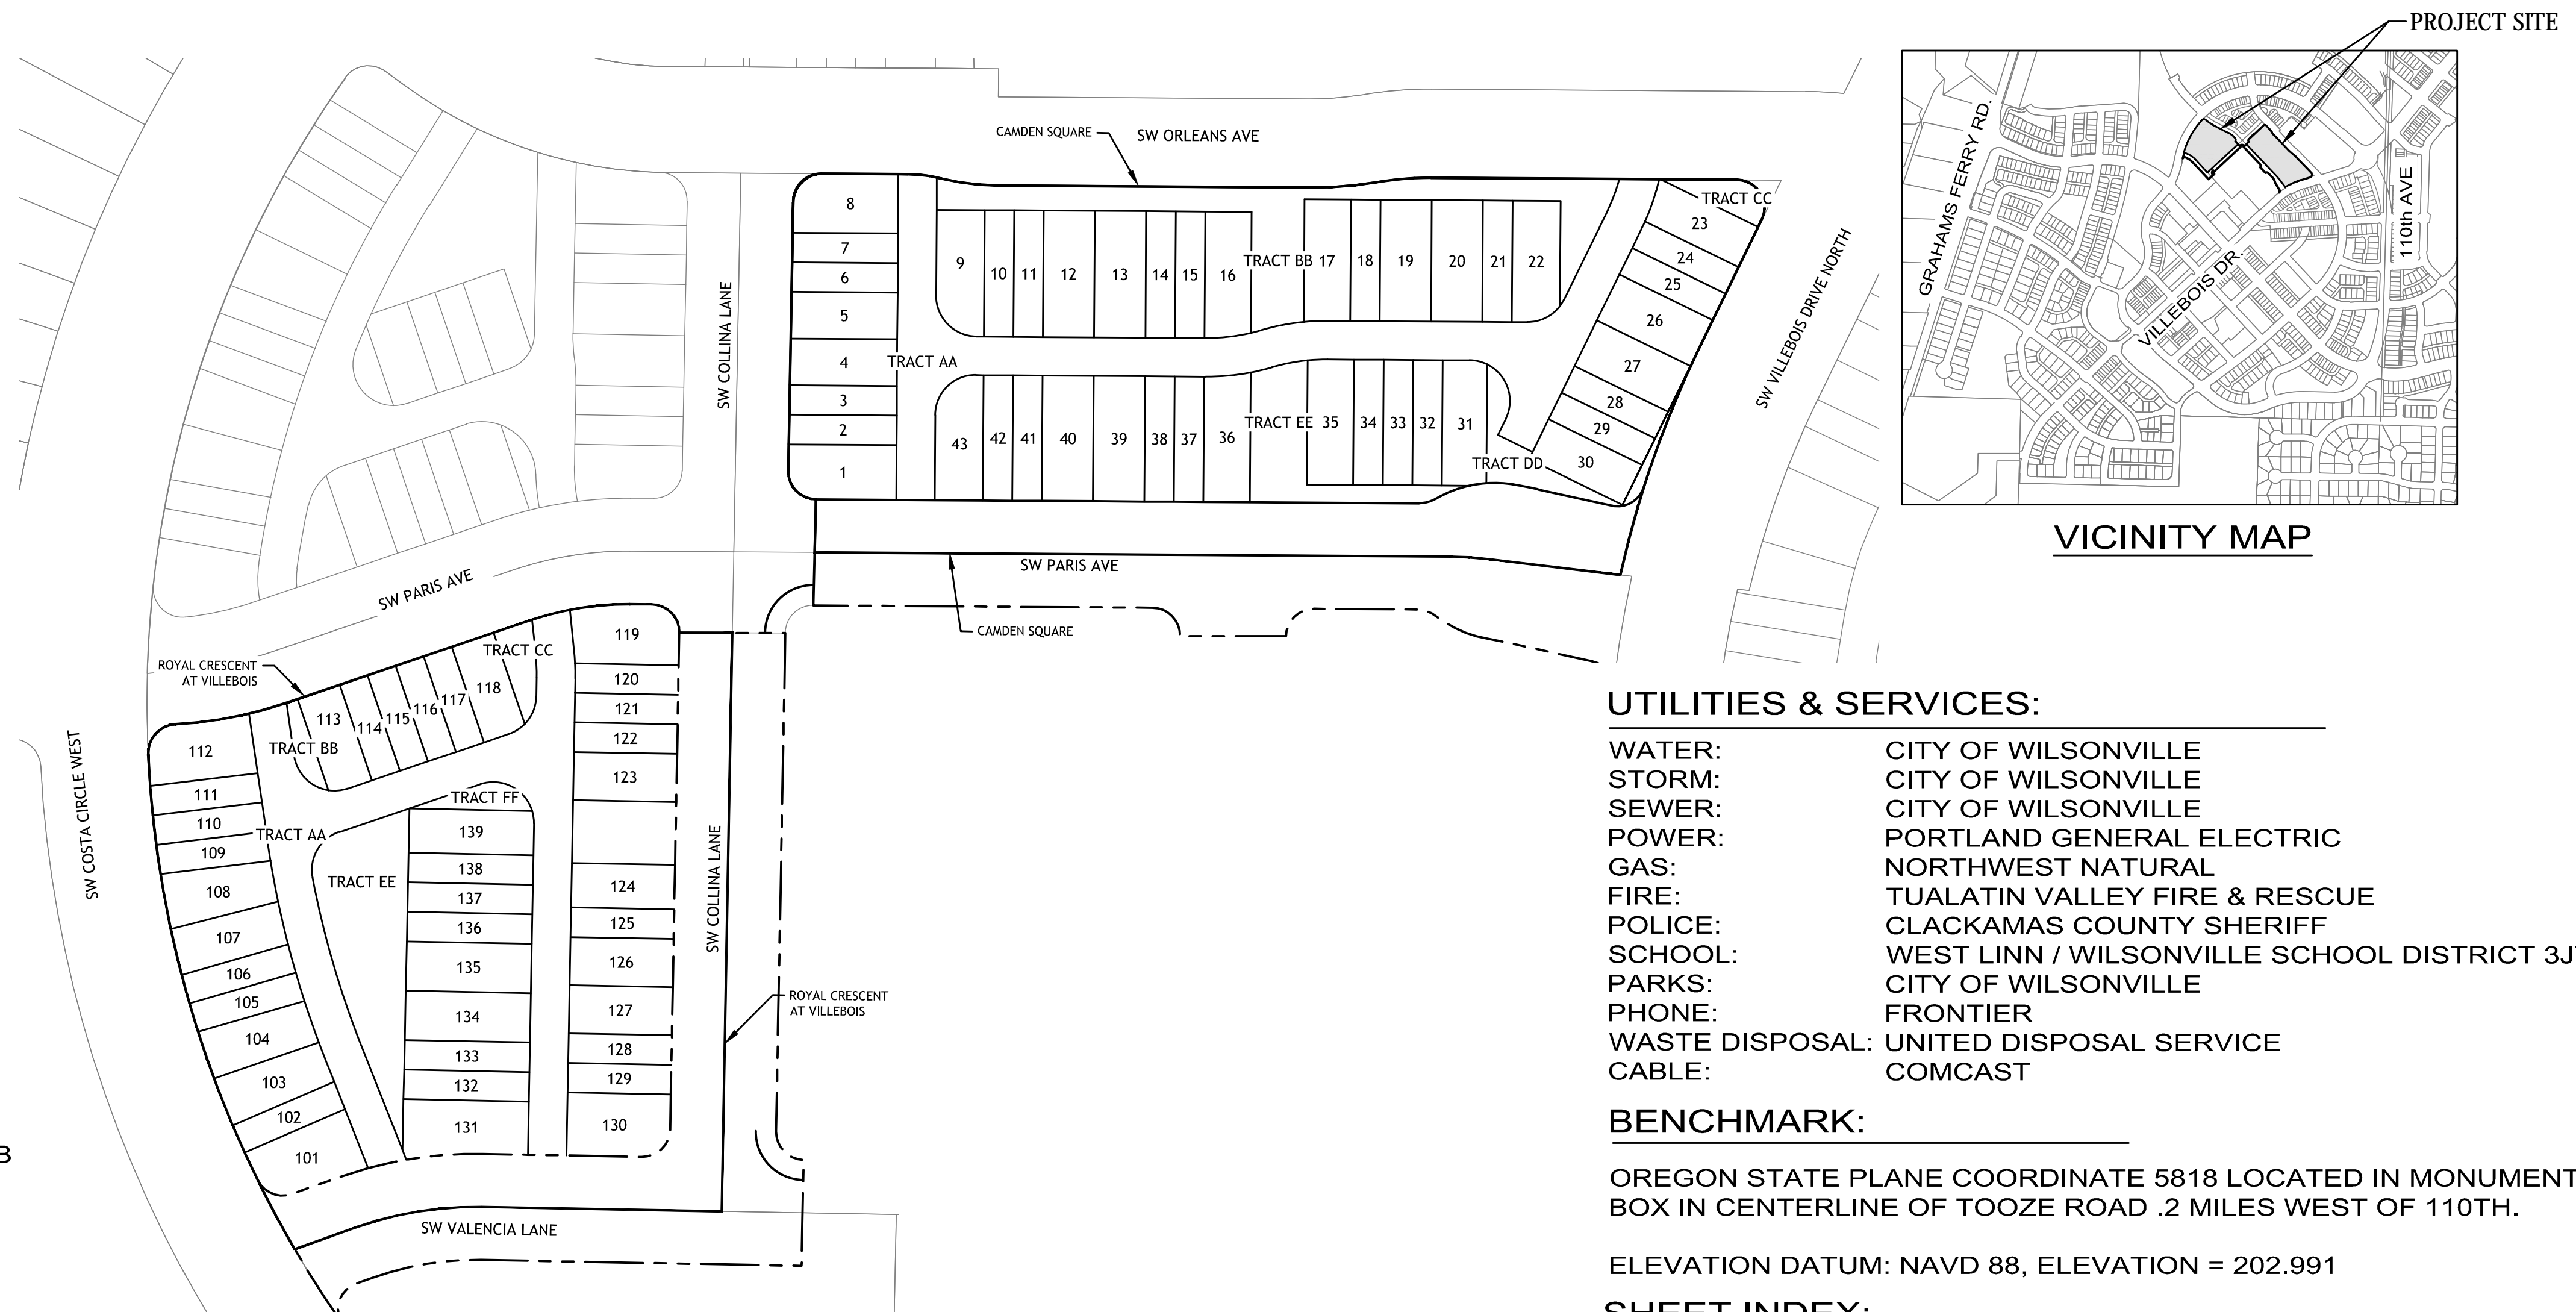 PROJECT SITE
CAMDEN SQUARE
SW ORLEANS AVE
8
7
6
5
4
3
2
1
TRACT AA
9
10
11
12
13
14
15
16
TRACT BB
17
18
19
20
21
22
TRACT CC
23
24
25
26
27
28
29
30
43
42
41
40
39
38
37
36
TRACT EE
35
34
33
32
31
TRACT DD
SW COLLINA LANE
SW VILLEBOIS DRIVE NORTH
SW PARIS AVE
CAMDEN SQUARE
SW PARIS AVE
ROYAL CRESCENT
AT VILLEBOIS
SW COSTA CIRCLE WEST
112
111
110
109
108
107
106
105
104
103
102
101
TRACT BB
113
114
115
116
117
118
TRACT CC
119
120
121
122
123
124
125
126
127
128
129
130
TRACT AA
TRACT EE
TRACT FF
139
138
137
136
135
134
133
132
131
SW COLLINA LANE
ROYAL CRESCENT
AT VILLEBOIS
SW VALENCIA LANE
B
GRAHAMS FERRY RD.
VILLEBOIS DR.
110th AVE
VICINITY MAP
UTILITIES & SERVICES:
WATER: CITY OF WILSONVILLE
STORM: CITY OF WILSONVILLE
SEWER: CITY OF WILSONVILLE
POWER: PORTLAND GENERAL ELECTRIC
GAS: NORTHWEST NATURAL
FIRE: TUALATIN VALLEY FIRE & RESCUE
POLICE: CLACKAMAS COUNTY SHERIFF
SCHOOL: WEST LINN / WILSONVILLE SCHOOL DISTRICT 3J
PARKS: CITY OF WILSONVILLE
PHONE: FRONTIER
WASTE DISPOSAL: UNITED DISPOSAL SERVICE
CABLE: COMCAST
BENCHMARK:
OREGON STATE PLANE COORDINATE 5818 LOCATED IN MONUMENT
BOX IN CENTERLINE OF TOOZE ROAD .2 MILES WEST OF 110TH.
ELEVATION DATUM: NAVD 88, ELEVATION = 202.991
SHEET INDEX: